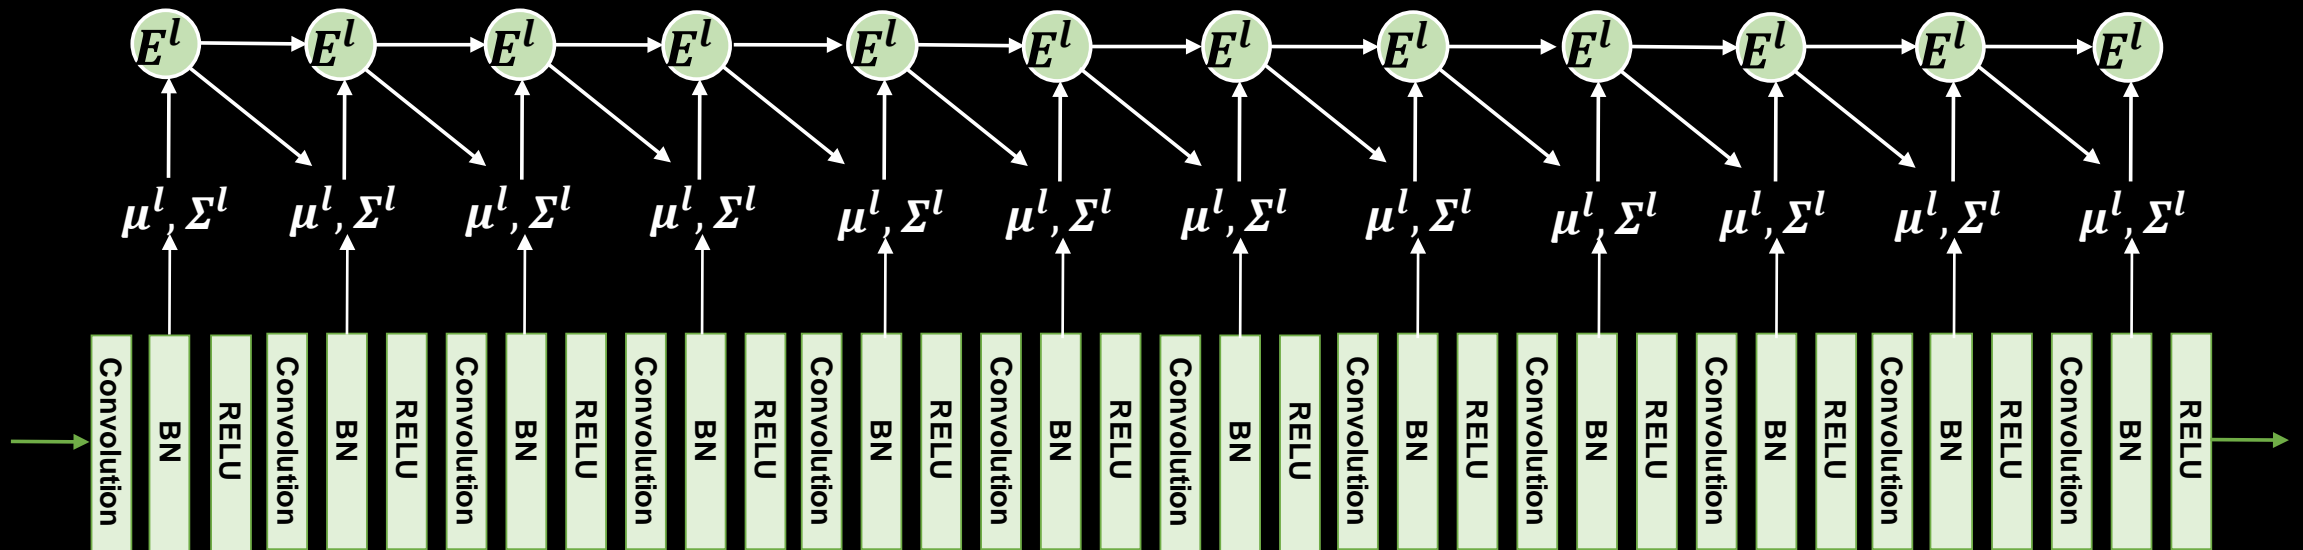 E^l E^l E^l E^l E^l E^l E^l E^l E^l E^l E^l E^l
μ^l, Σ^l μ^l, Σ^l μ^l, Σ^l μ^l, Σ^l μ^l, Σ^l μ^l, Σ^l μ^l, Σ^l μ^l, Σ^l μ^l, Σ^l μ^l, Σ^l μ^l, Σ^l μ^l, Σ^l
Convolution
BN
RELU
Convolution
BN
RELU
Convolution
BN
RELU
Convolution
BN
RELU
Convolution
BN
RELU
Convolution
BN
RELU
Convolution
BN
RELU
Convolution
BN
RELU
Convolution
BN
RELU
Convolution
BN
RELU
Convolution
BN
RELU
Convolution
BN
RELU